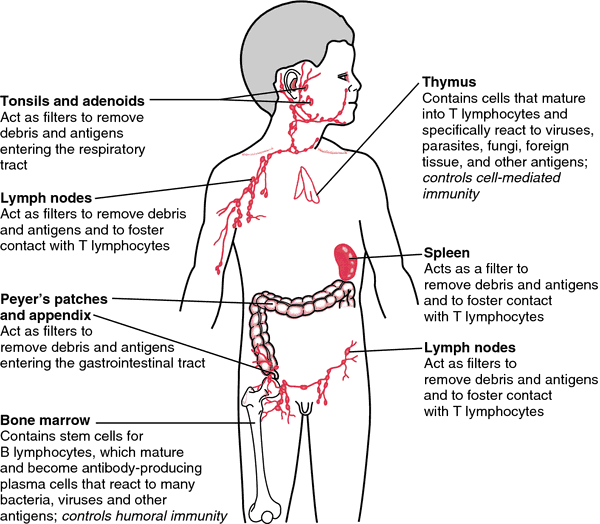 Tonsils and adenoids
Act as filters to remove
debris and antigens
entering the respiratory
tract
Lymph nodes
Act as filters to remove debris
and antigens and to foster
contact with T lymphocytes
Peyer's patches
and appendix
Act as filters to
remove debris and antigens
entering the gastrointestinal tract
Bone marrow
Contains stem cells for
B lymphocytes, which mature
and become antibody-producing
plasma cells that react to many
bacteria, viruses and other
antigens; controls humoral immunity
Thymus
Contains cells that mature
into T lymphocytes and
specifically react to viruses,
parasites, fungi, foreign
tissue, and other antigens;
controls cell-mediated
immunity
Spleen
Acts as a filter to
remove debris and antigens
and to foster contact
with T lymphocytes
Lymph nodes
Act as filters to
remove debris and antigens
and to foster contact
with T lymphocytes